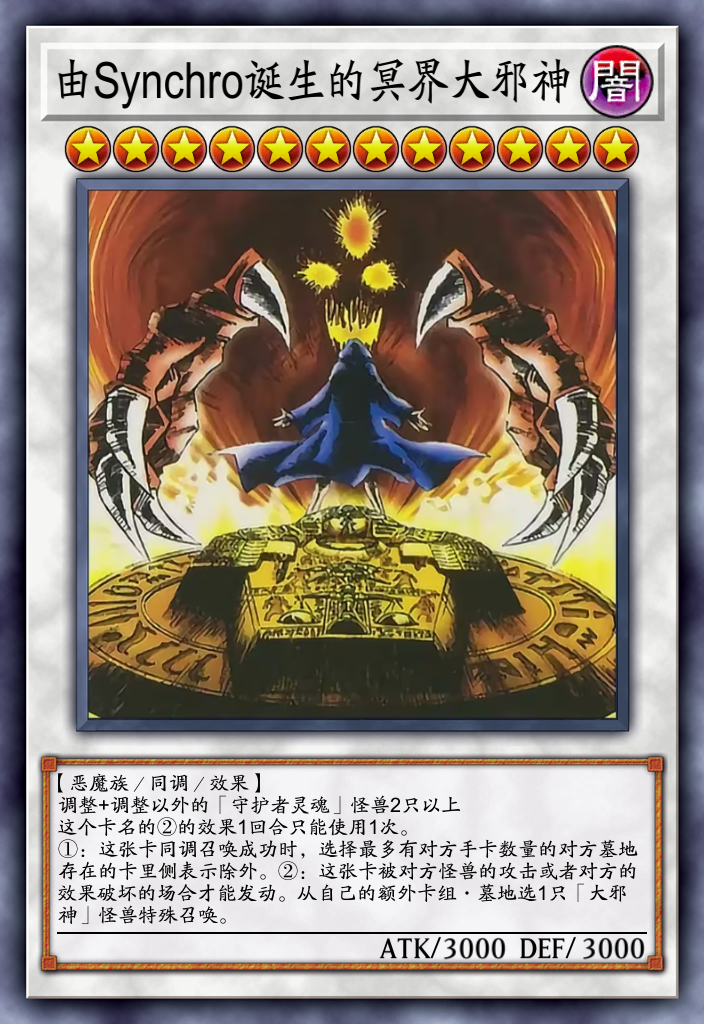 由Synchro诞生的冥界大邪神
闇
【恶魔族／同调／效果】
调整+调整以外的「守护者灵魂」怪兽2只以上
这个卡名的②的效果1回合只能使用1次。
①：这张卡同调召唤成功时，选择最多有对方手卡数量的对方墓地
存在的卡里侧表示除外。②：这张卡被对方怪兽的攻击或者对方的
效果破坏的场合才能发动。从自己的额外卡组·墓地选1只「大邪
神」怪兽特殊召唤。
ATK/3000 DEF/3000